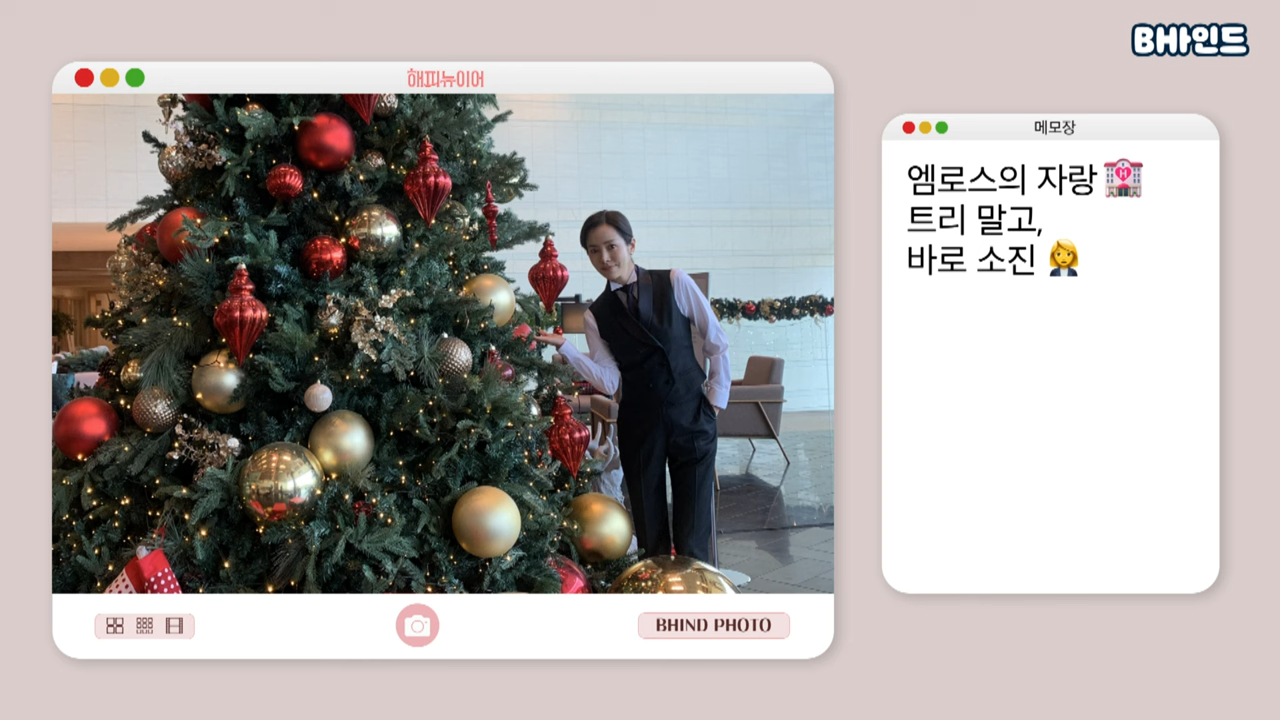 BH바인드
해피뉴이어
메모장
엠로스의 자랑
트리 말고,
바로 소진
BHIND PHOTO